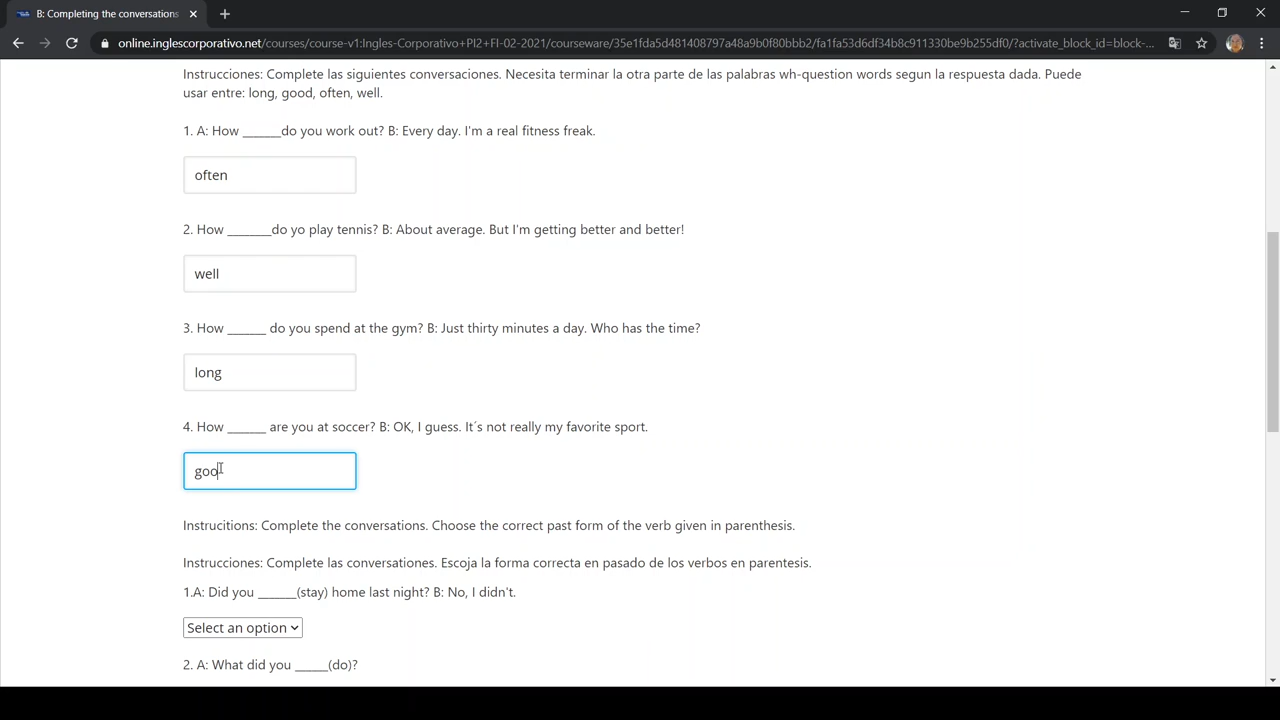 B: Completing the conversations
online.inglescorporativo.net/courses/course-v1:Ingles-Corporativo+PI2+FI-02-2021/courseware/35e1fda5d481408797a48a9b0f80bbb2/fa1fa53d6df34b8c911330be9b255df0/?activate_block_id=block-...
Instrucciones: Complete las siguientes conversaciones. Necesita terminar la otra parte de las palabras wh-question words segun la respuesta dada. Puede
usar entre: long, good, often, well.
1. A: How ______do you work out? B: Every day. I'm a real fitness freak.
often
2. How _______do yo play tennis? B: About average. But I'm getting better and better!
well
3. How ______ do you spend at the gym? B: Just thirty minutes a day. Who has the time?
long
4. How ______ are you at soccer? B: OK, I guess. It´s not really my favorite sport.
goo
Instrucitions: Complete the conversations. Choose the correct past form of the verb given in parenthesis.
Instrucciones: Complete las conversationes. Escoja la forma correcta en pasado de los verbos en parentesis.
1.A: Did you ______(stay) home last night? B: No, I didn't.
Select an option
2. A: What did you _____(do)?